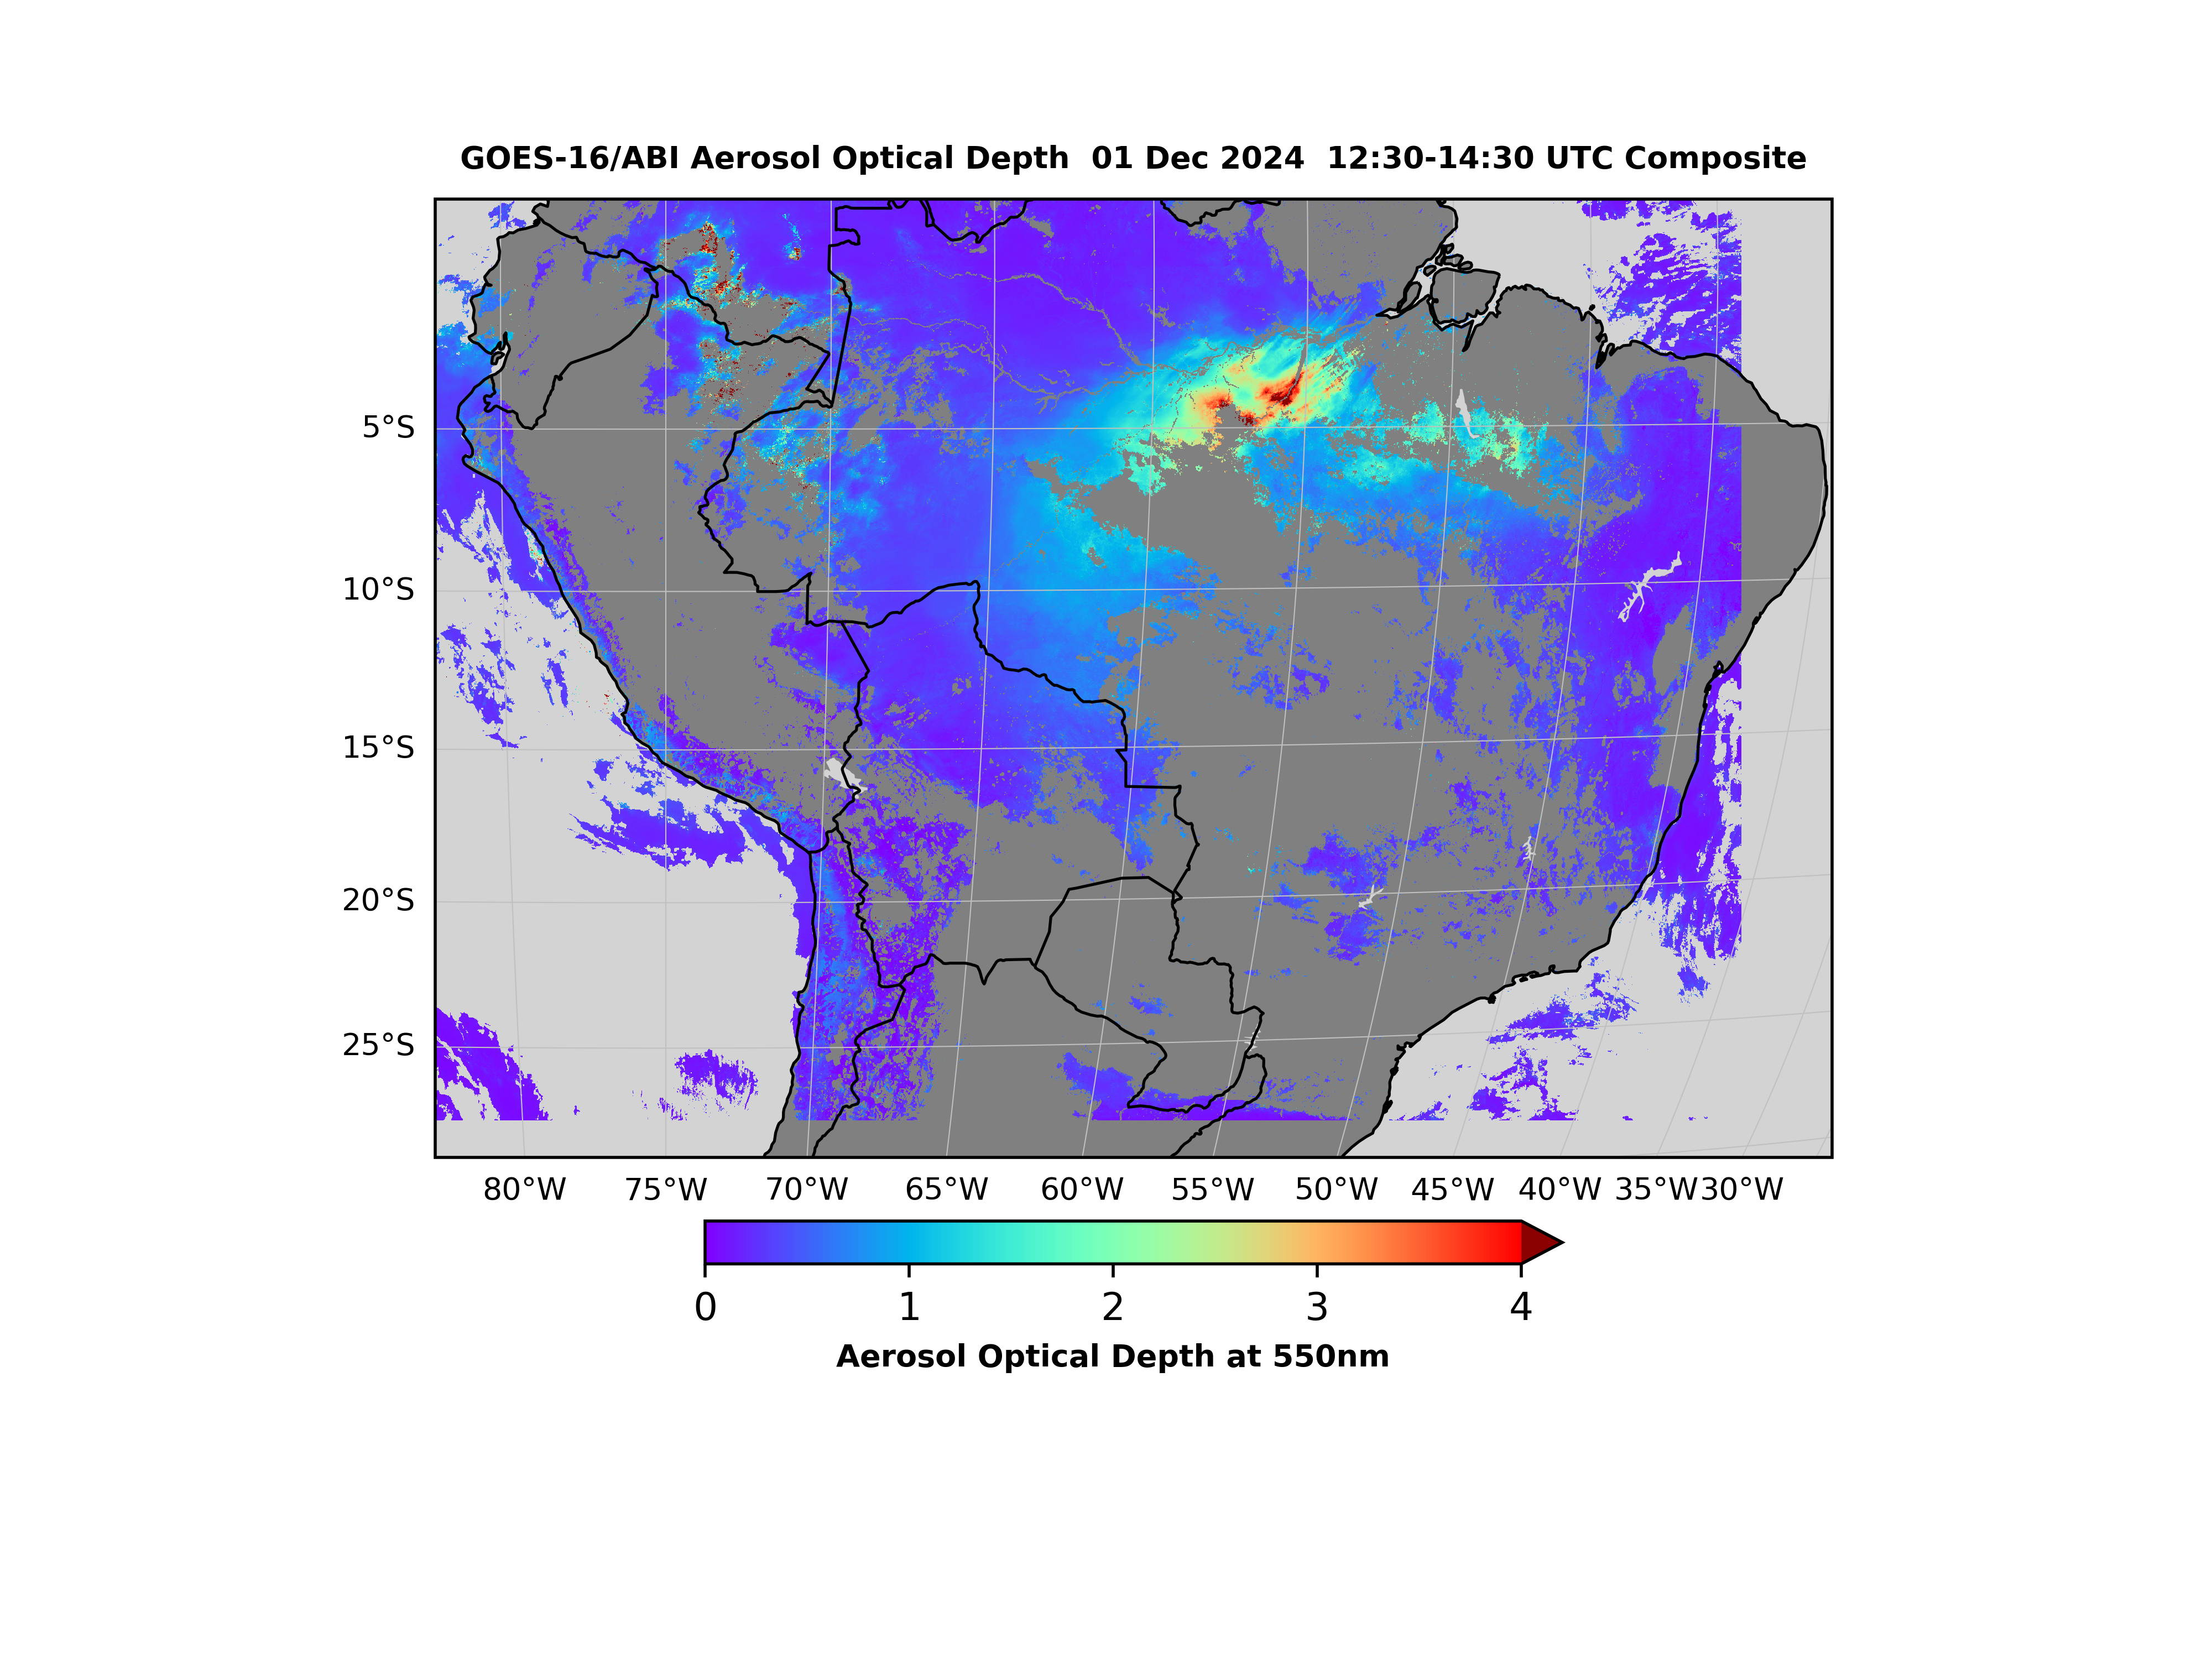 GOES-16/ABI Aerosol Optical Depth  01 Dec 2024  12:30-14:30 UTC Composite
5°S
10°S
15°S
20°S
25°S
80°W 75°W 70°W 65°W 60°W 55°W 50°W 45°W 40°W 35°W 30°W
0 1 2 3 4
Aerosol Optical Depth at 550nm